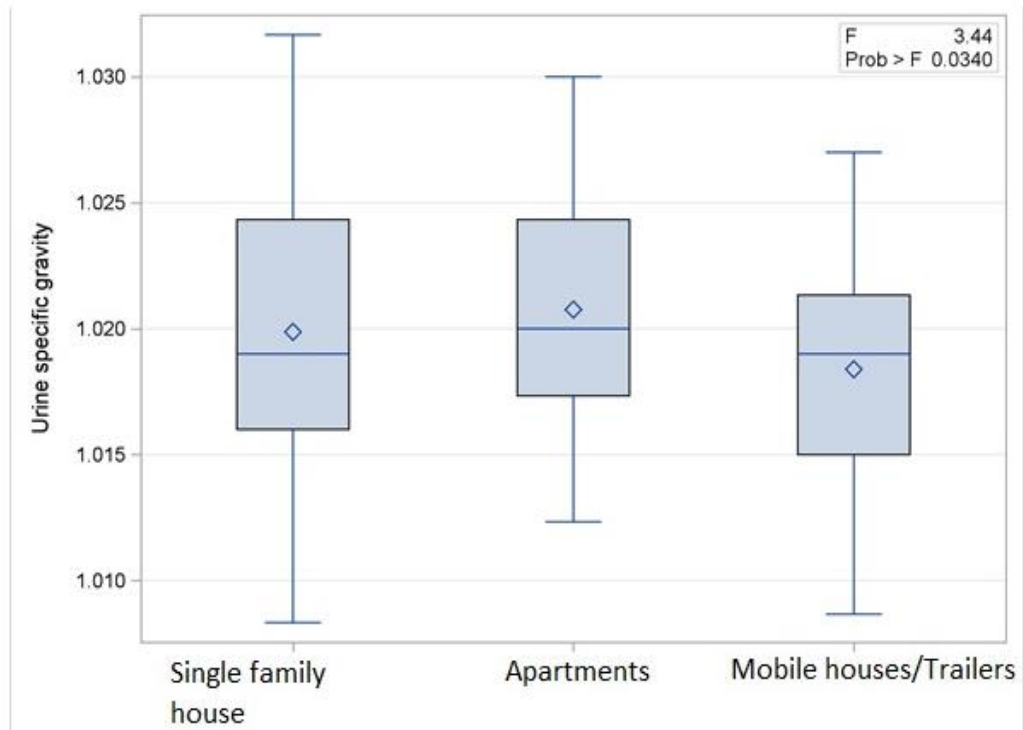 F 3.44
Prob > F 0.0340
1.030
1.025
1.020
1.015
1.010
Urine specific gravity
Single family
house
Apartments
Mobile houses/Trailers